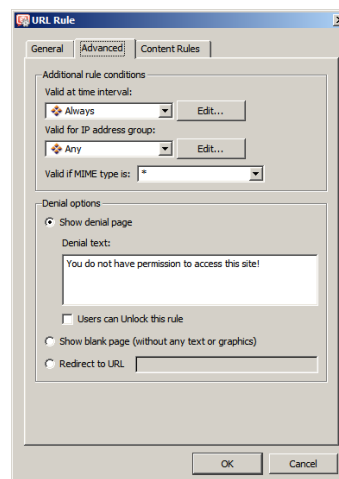 URL Rule
General Advanced Content Rules
Additional rule conditions
Valid at time interval:
Always Edit...
Valid for IP address group:
Any Edit...
Valid if MIME type is: *
Denial options
Show denial page
Denial text:
You do not have permission to access this site!
Users can Unlock this rule
Show blank page (without any text or graphics)
Redirect to URL
OK Cancel